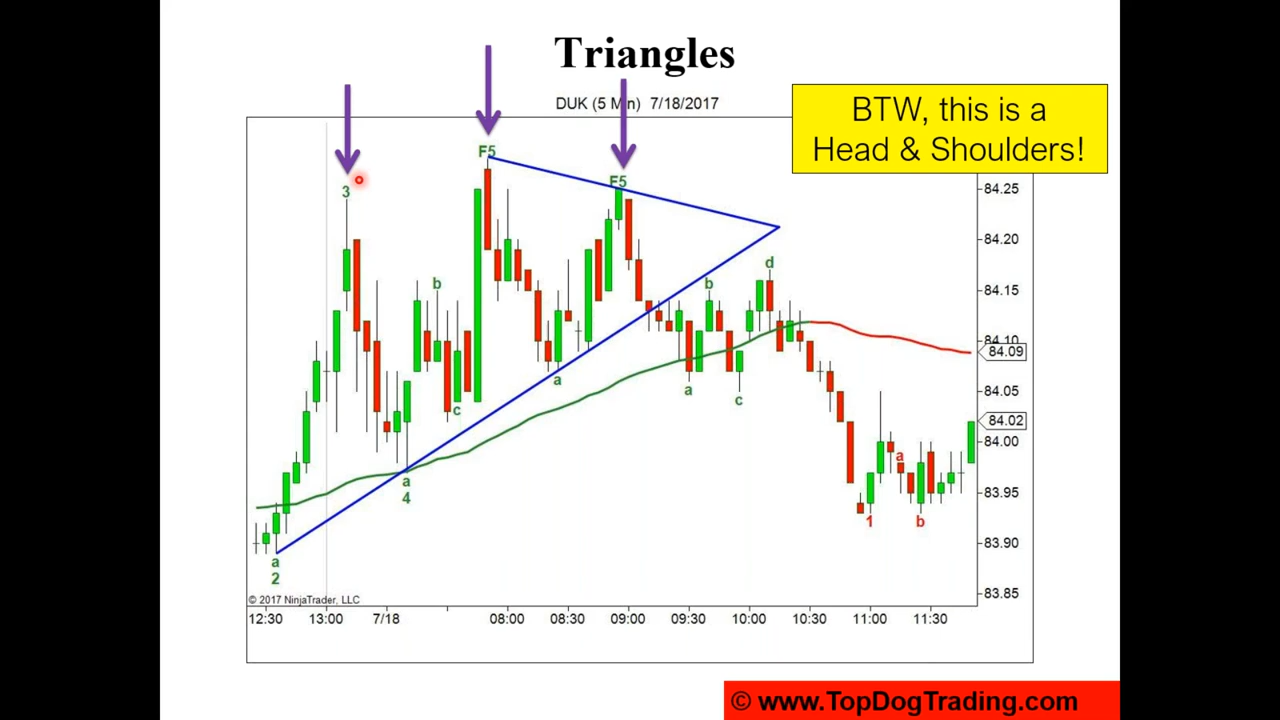 Triangles
DUK (5 Min) 7/18/2017
BTW, this is a
Head & Shoulders!
F5
F5
3
84.25
84.20
d
b
b
84.15
84.10
84.09
a
a
c
84.05
c
84.02
84.00
a
a
4
83.95
1
b
83.90
a
2
83.85
© 2017 NinjaTrader, LLC
12:30 13:00 7/18 08:00 08:30 09:00 09:30 10:00 10:30 11:00 11:30
© www.TopDogTrading.com